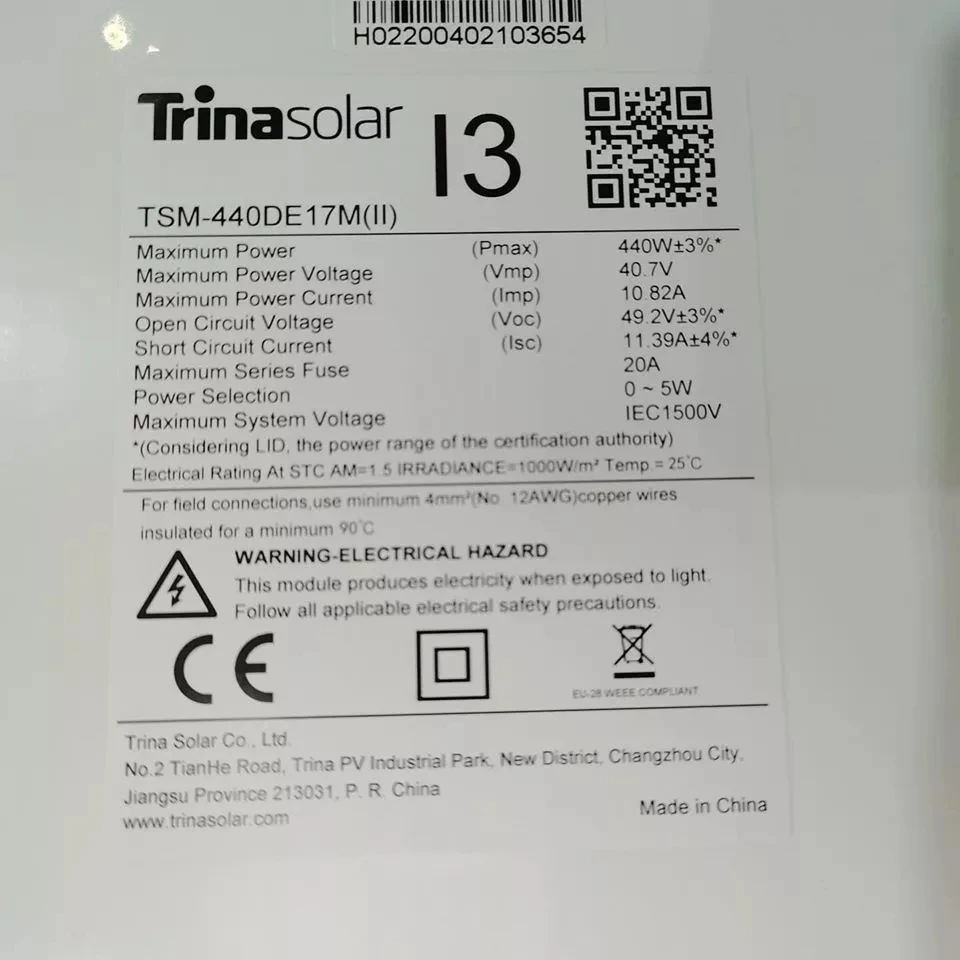 H02200402103654
Trinasolar I3
TSM-440DE17M(II)
Maximum Power (Pmax) 440W±3%*
Maximum Power Voltage (Vmp) 40.7V
Maximum Power Current (Imp) 10.82A
Open Circuit Voltage (Voc) 49.2V±3%*
Short Circuit Current (Isc) 11.39A±4%*
Maximum Series Fuse 20A
Power Selection 0 ~ 5W
Maximum System Voltage IEC1500V
*(Considering LID, the power range of the certification authority)
Electrical Rating At STC AM=1.5 IRRADIANCE=1000W/m² Temp = 25℃
For field connections,use minimum 4mm²(No. 12AWG)copper wires
insulated for a minimum 90℃
WARNING-ELECTRICAL HAZARD
This module produces electricity when exposed to light.
Follow all applicable electrical safety precautions.
CE
EU-28 WEEE COMPLIANT
Trina Solar Co., Ltd.
No.2 TianHe Road, Trina PV Industrial Park, New District, Changzhou City,
Jiangsu Province 213031, P. R. China
www.trinasolar.com
Made in China